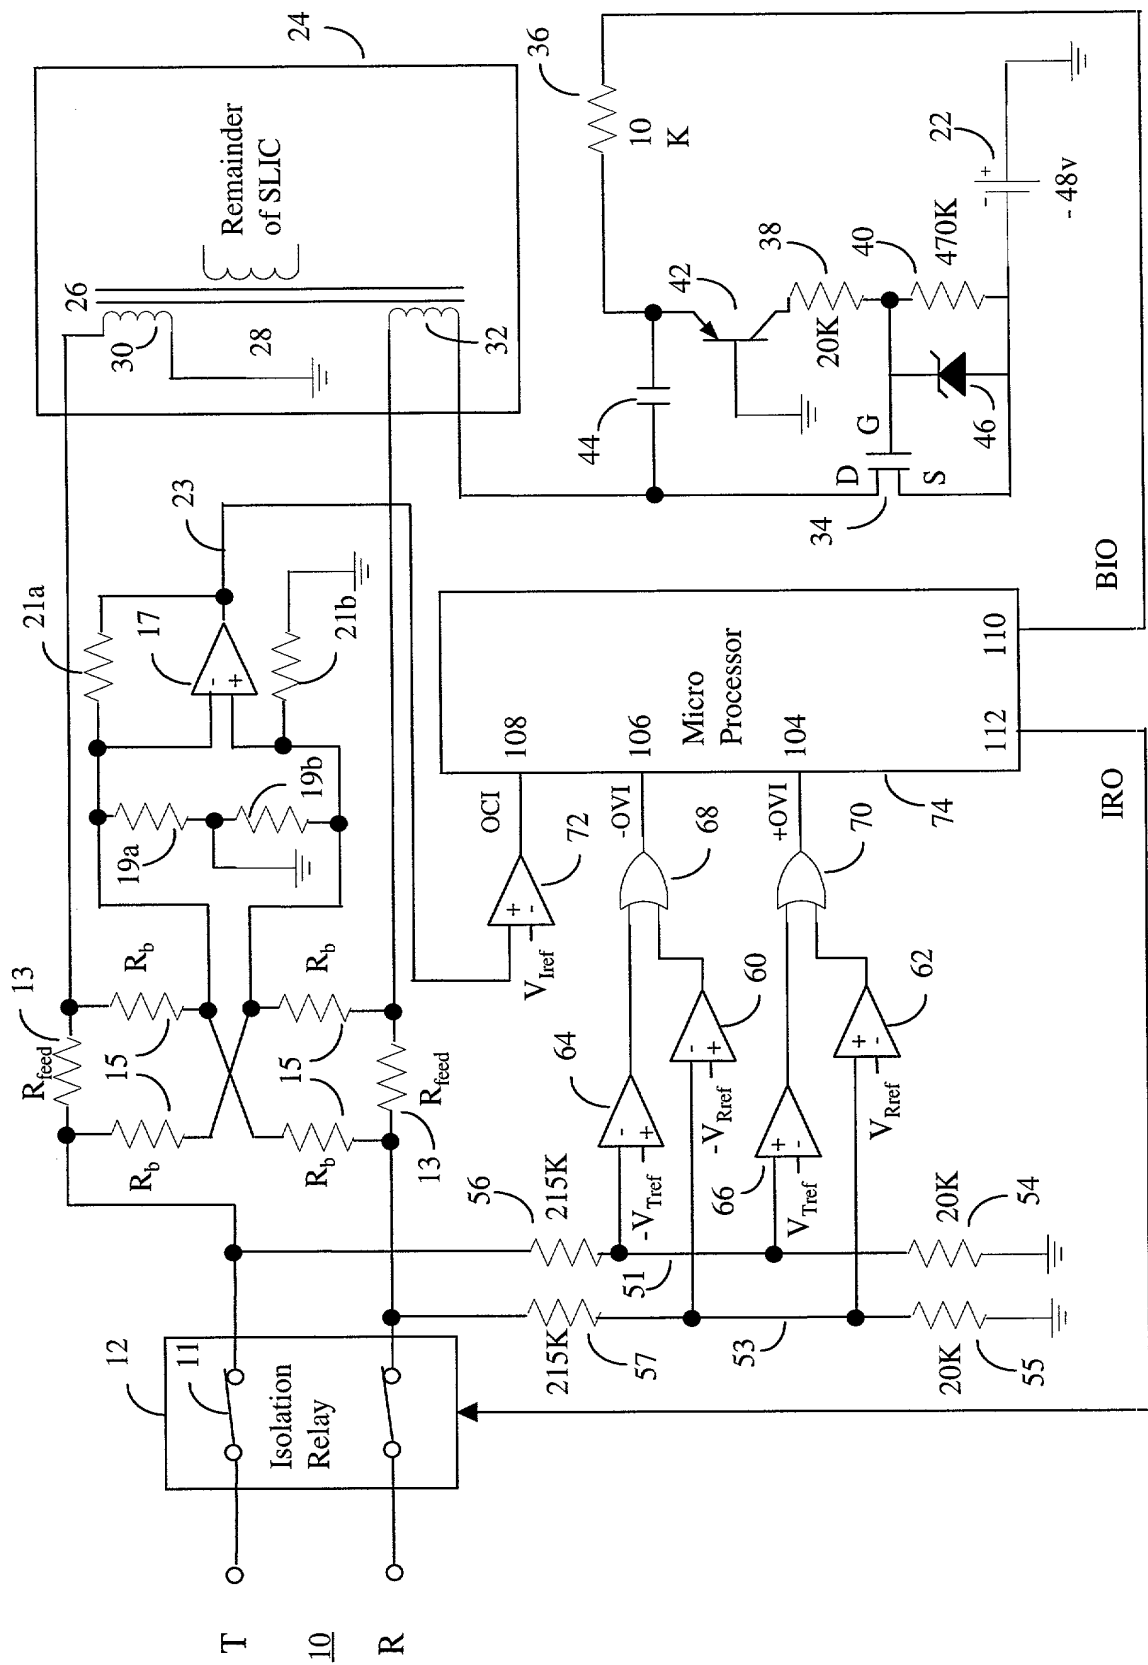 T
10
R
12
11
Isolation
Relay
13
Rfeed
15
Rb
Rb
Rb
Rb
15
Rfeed
13
19a
19b
21a
17
-
+
21b
23
24
26
30
28
32
Remainder
of SLIC
36
10
K
42
38
20K
40
470K
22
- +
- 48v
44
46
G
D
S
34
56
215K
215K
57
51
53
20K
54
20K
55
64
-
+
-VTref
60
-
+
-VRref
66
+
-
VTref
62
+
-
VRref
72
+
-
VIref
68
70
OCI
-OVI
+OVI
108
106
104
Micro
Processor
74
112
110
IRO
BIO